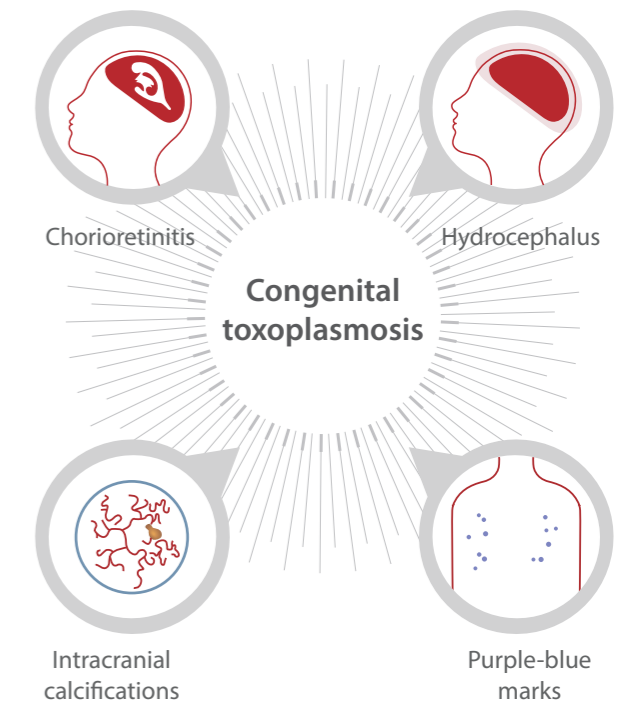 Chorioretinitis
Hydrocephalus
Congenital
toxoplasmosis
Intracranial
calcifications
Purple-blue
marks